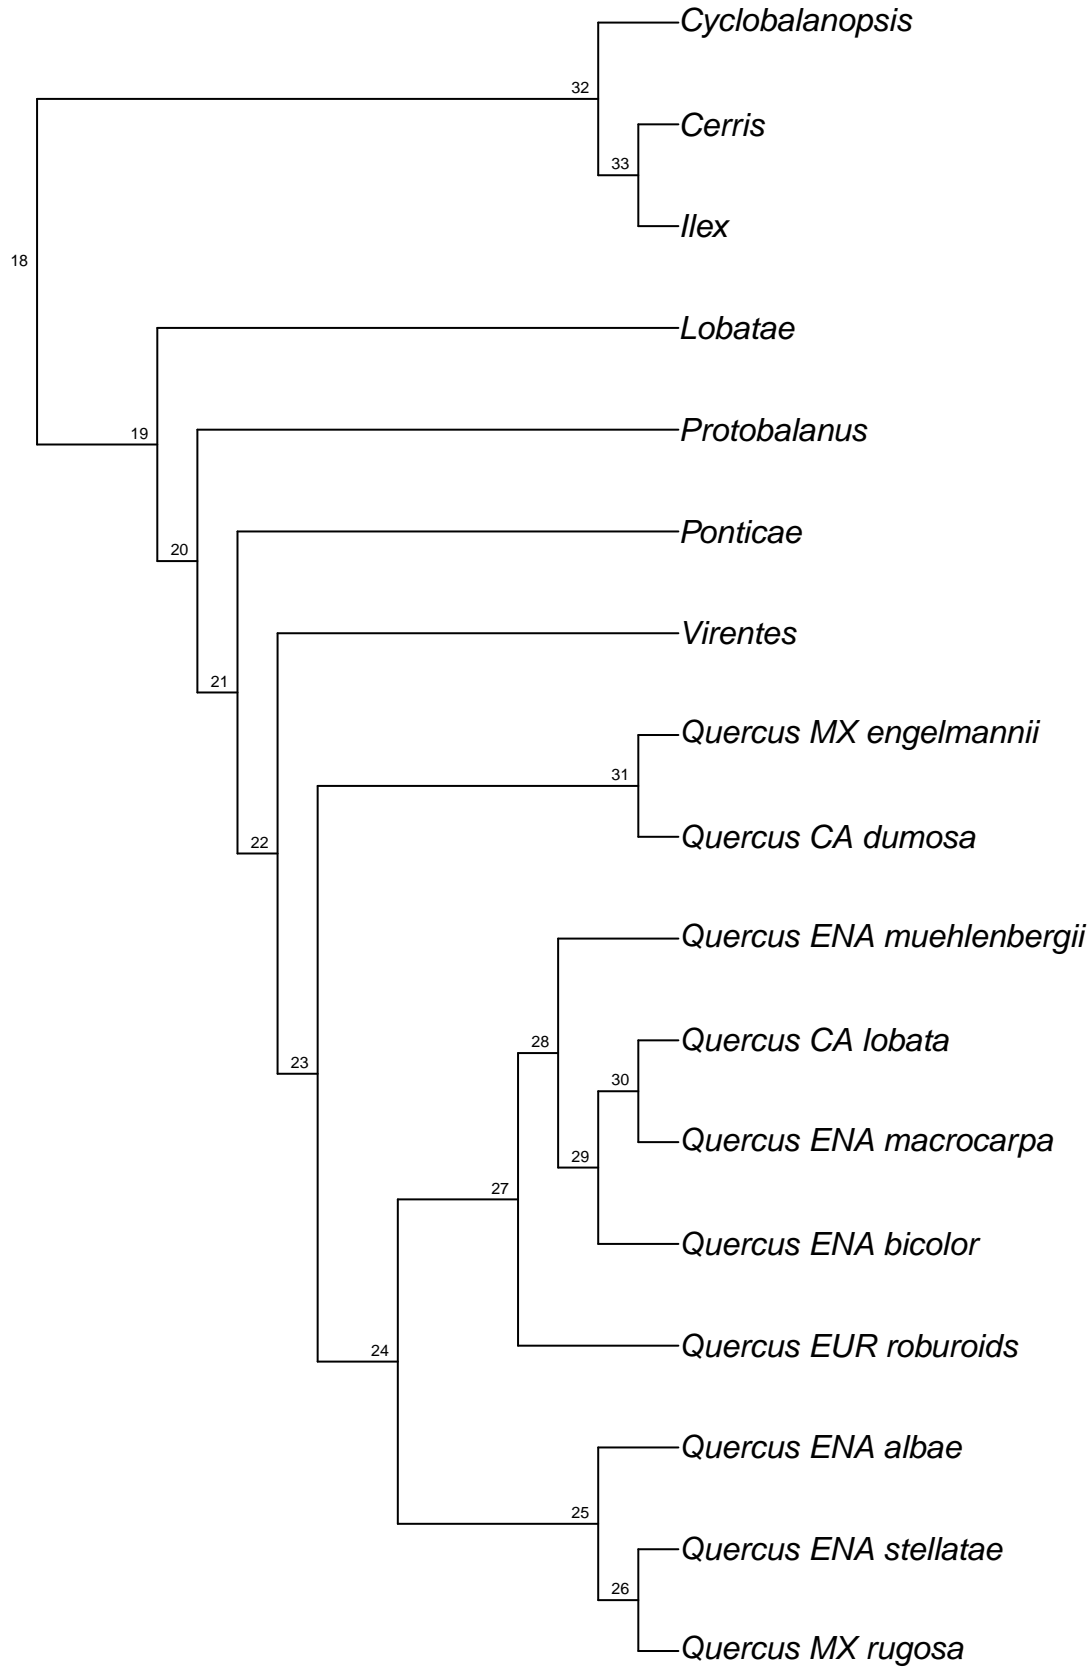 Cyclobalanopsis
32
Cerris
33
Ilex
18
Lobatae
Protobalanus
19
Ponticae
20
Virentes
21
Quercus MX engelmannii
31
Quercus CA dumosa
22
Quercus ENA muehlenbergii
Quercus CA lobata
28
23
30
Quercus ENA macrocarpa
29
27
Quercus ENA bicolor
Quercus EUR roburoids
24
Quercus ENA albae
25
Quercus ENA stellatae
26
Quercus MX rugosa